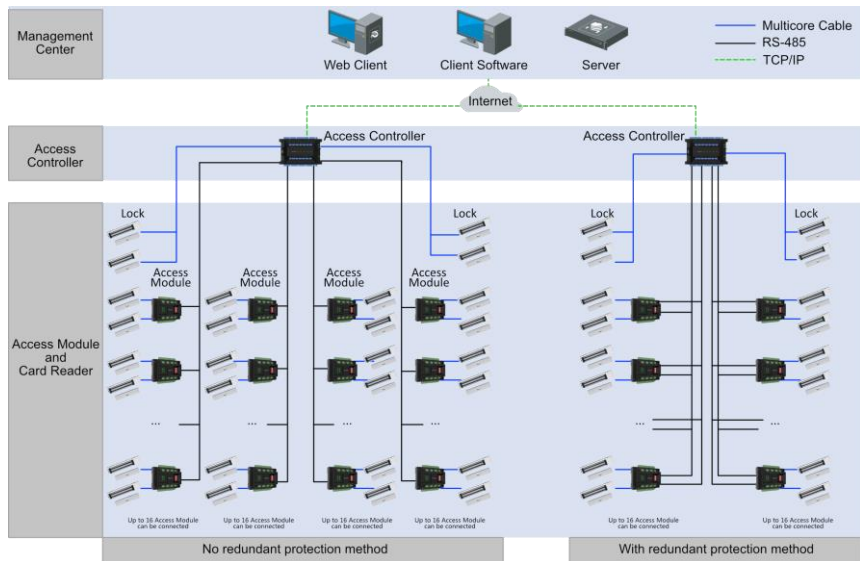 Management
Center
Web Client
Client Software
Server
Multicore Cable
RS-485
TCP/IP
Internet
Access
Controller
Access Controller
Access Controller
Access Module
and
Card Reader
Lock
Lock
Lock
Lock
Access
Module
Access
Module
Access
Module
Access
Module
...
...
...
...
...
...
Up to 16 Access Module
can be connected
Up to 16 Access Module
can be connected
Up to 16 Access Module
can be connected
Up to 16 Access Module
can be connected
Up to 16 Access Module
can be connected
Up to 16 Access Module
can be connected
No redundant protection method
With redundant protection method